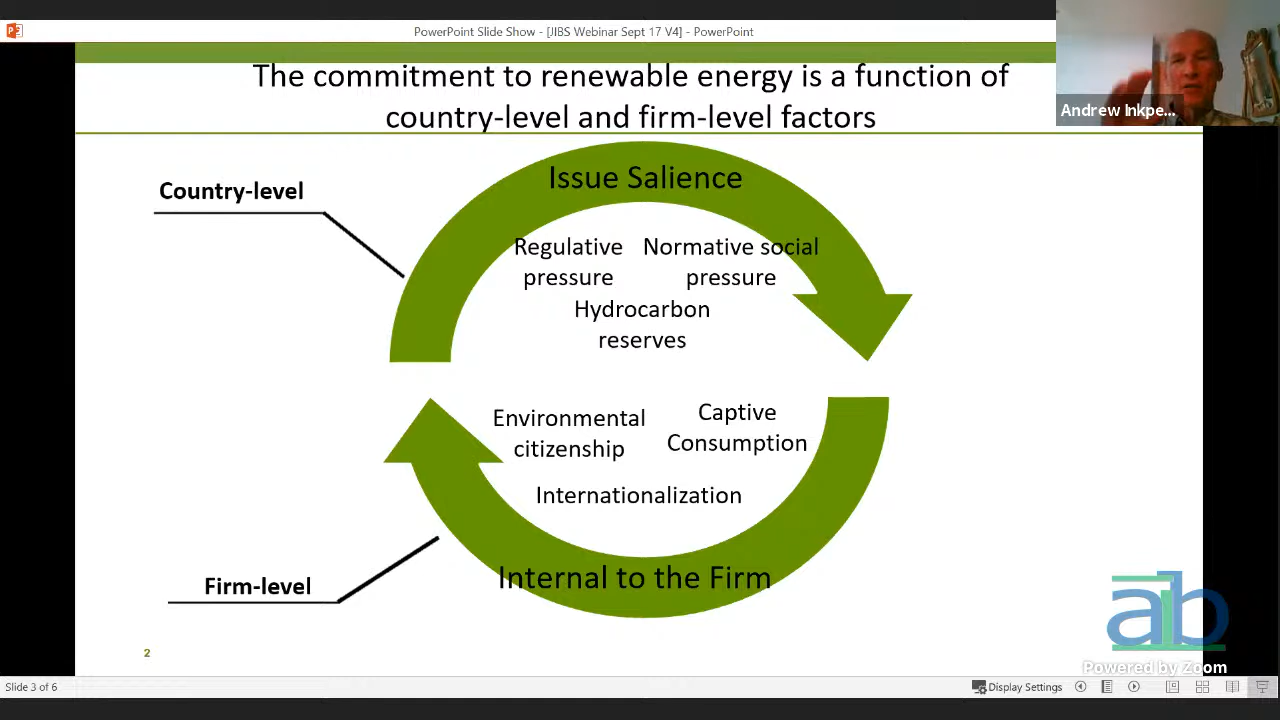 PowerPoint Slide Show - [JIBS Webinar Sept 17 V4] - PowerPoint
The commitment to renewable energy is a function of
country-level and firm-level factors
Andrew Inkpe...
Issue Salience
Country-level
Regulative
pressure
Normative social
pressure
Hydrocarbon
reserves
Environmental
citizenship
Captive
Consumption
Internationalization
Internal to the Firm
Firm-level
aib
2
Powered by Zoom
Slide 3 of 6
Display Settings